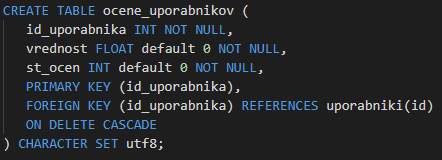 CREATE TABLE ocene_uporabnikov (
id_uporabnika INT NOT NULL,
vrednost FLOAT default 0 NOT NULL,
st_ocen INT default 0 NOT NULL,
PRIMARY KEY (id_uporabnika),
FOREIGN KEY (id_uporabnika) REFERENCES uporabniki(id)
ON DELETE CASCADE
) CHARACTER SET utf8;